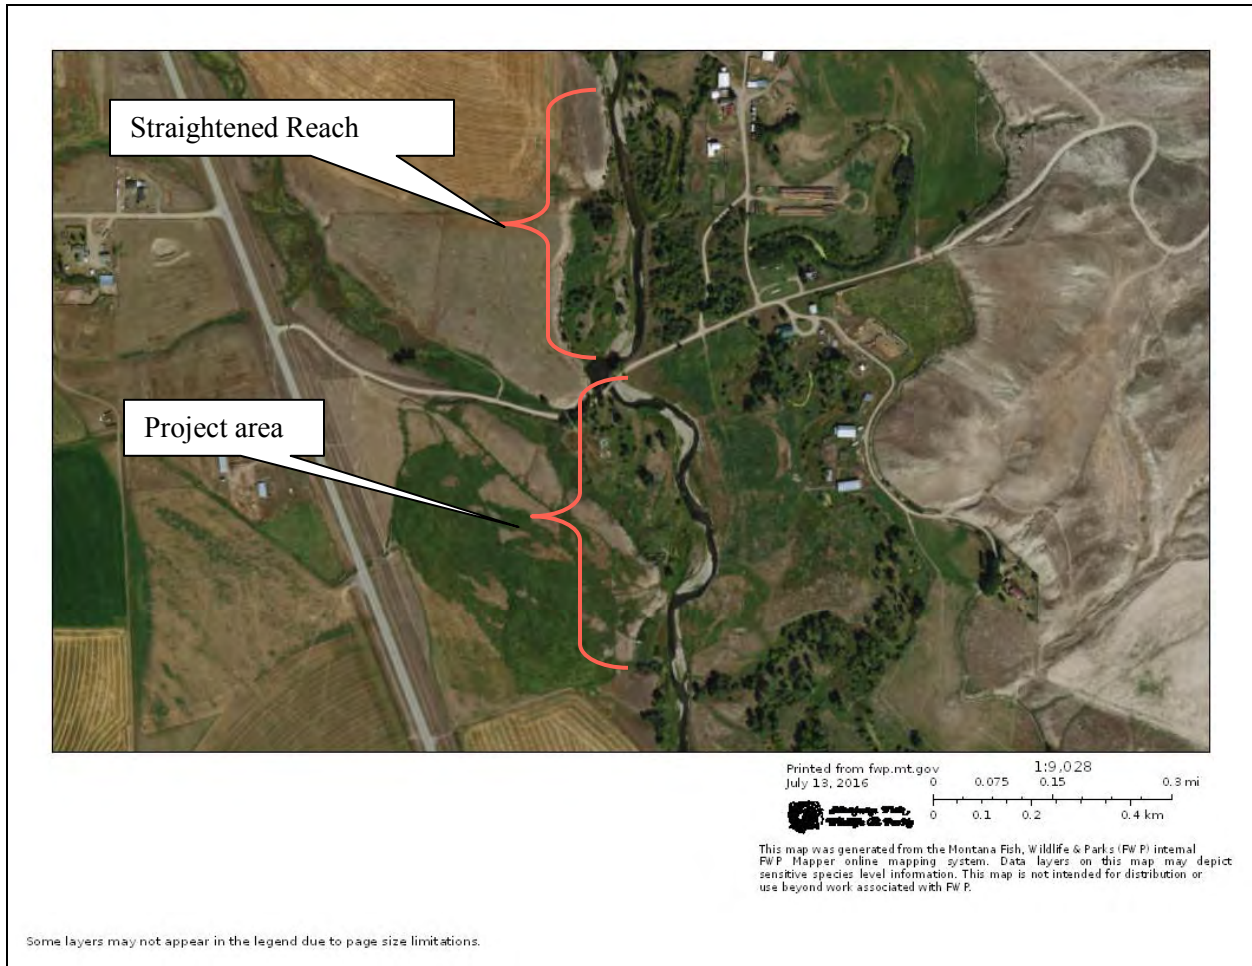 Straightened Reach
Project area
Printed from fwp.mt.gov
July 13, 2016
1:9,028
0 0.075 0.15 0.3 mi
0 0.1 0.2 0.4 km
Montana Fish,
Wildlife & Parks
This map was generated from the Montana Fish, Wildlife & Parks (FWP) internal
FWP Mapper online mapping system. Data layers on this map may depict
sensitive species level information. This map is not intended for distribution or
use beyond work associated with FWP.
Some layers may not appear in the legend due to page size limitations.